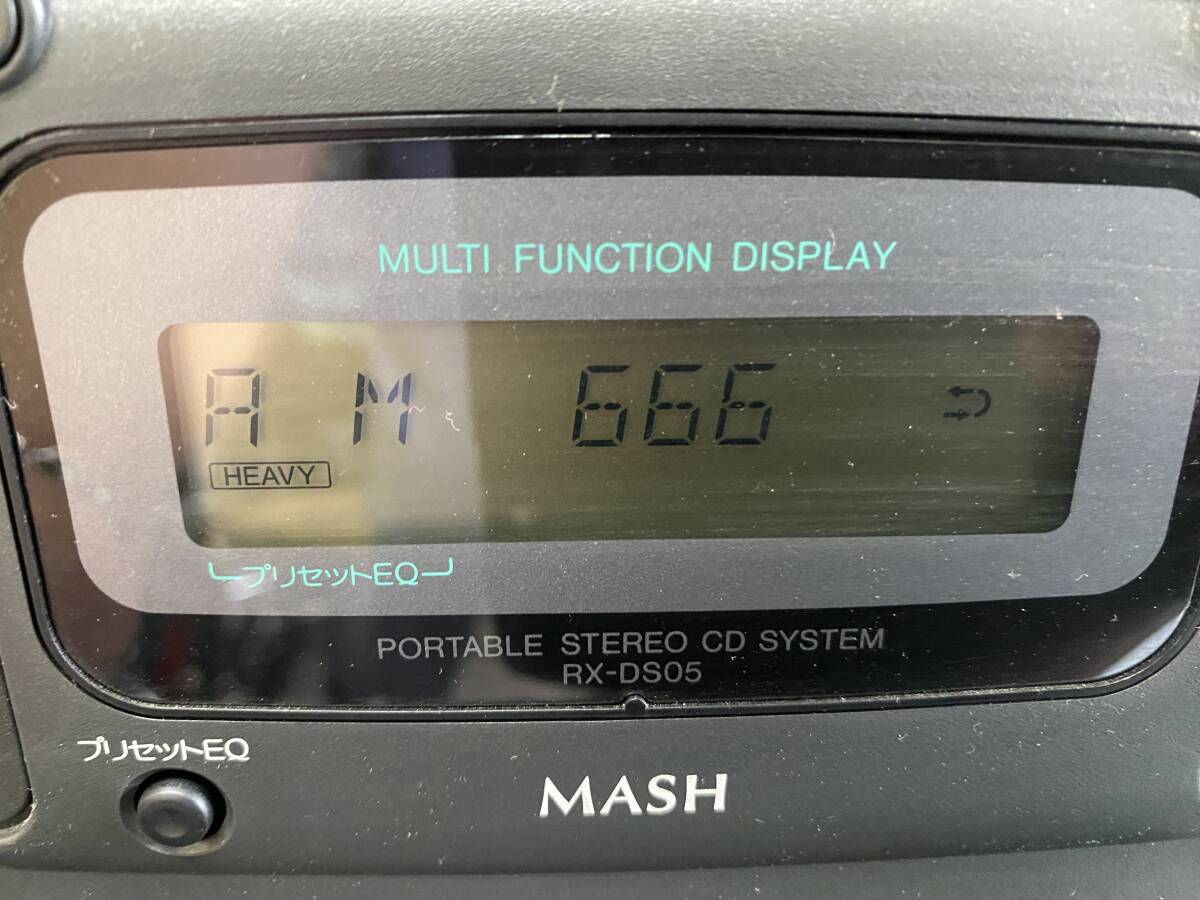 MULTI FUNCTION DISPLAY
AM 666
HEAVY
プリセットEQ
PORTABLE STEREO CD SYSTEM
RX-DS05
プリセットEQ
MASH